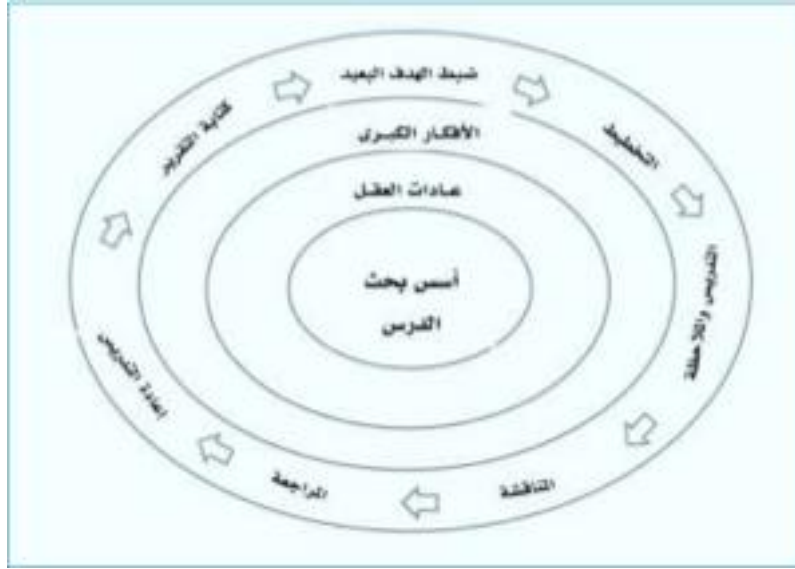 ضبط الهدف البعيد
التخطيط
التدريس والملاحظة
المناقشة
المراجعة
إعادة التدريس
كتابة التقرير
الأفكار الكبرى
عادات العقل
أسس بحث
الدرس